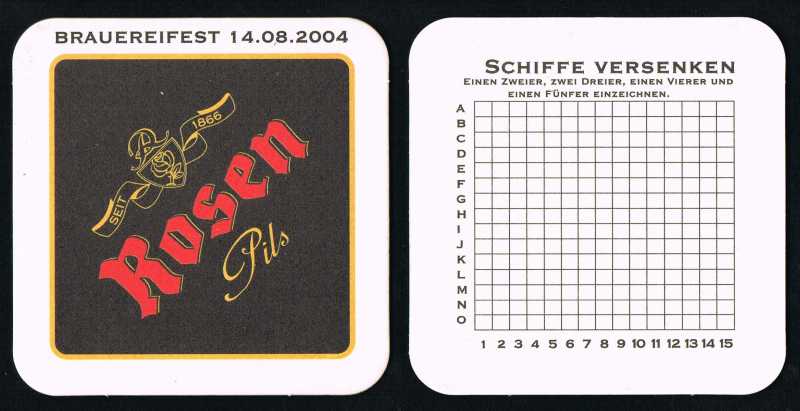 BRAUEREIFEST 14.08.2004
SEIT 1866
Rosen
Pils
SCHIFFE VERSENKEN
EINEN ZWEIER, ZWEI DREIER, EINEN VIERER UND
EINEN FÜNFER EINZEICHNEN.
A
B
C
D
E
F
G
H
I
J
K
L
M
N
O
1 2 3 4 5 6 7 8 9 10 11 12 13 14 15